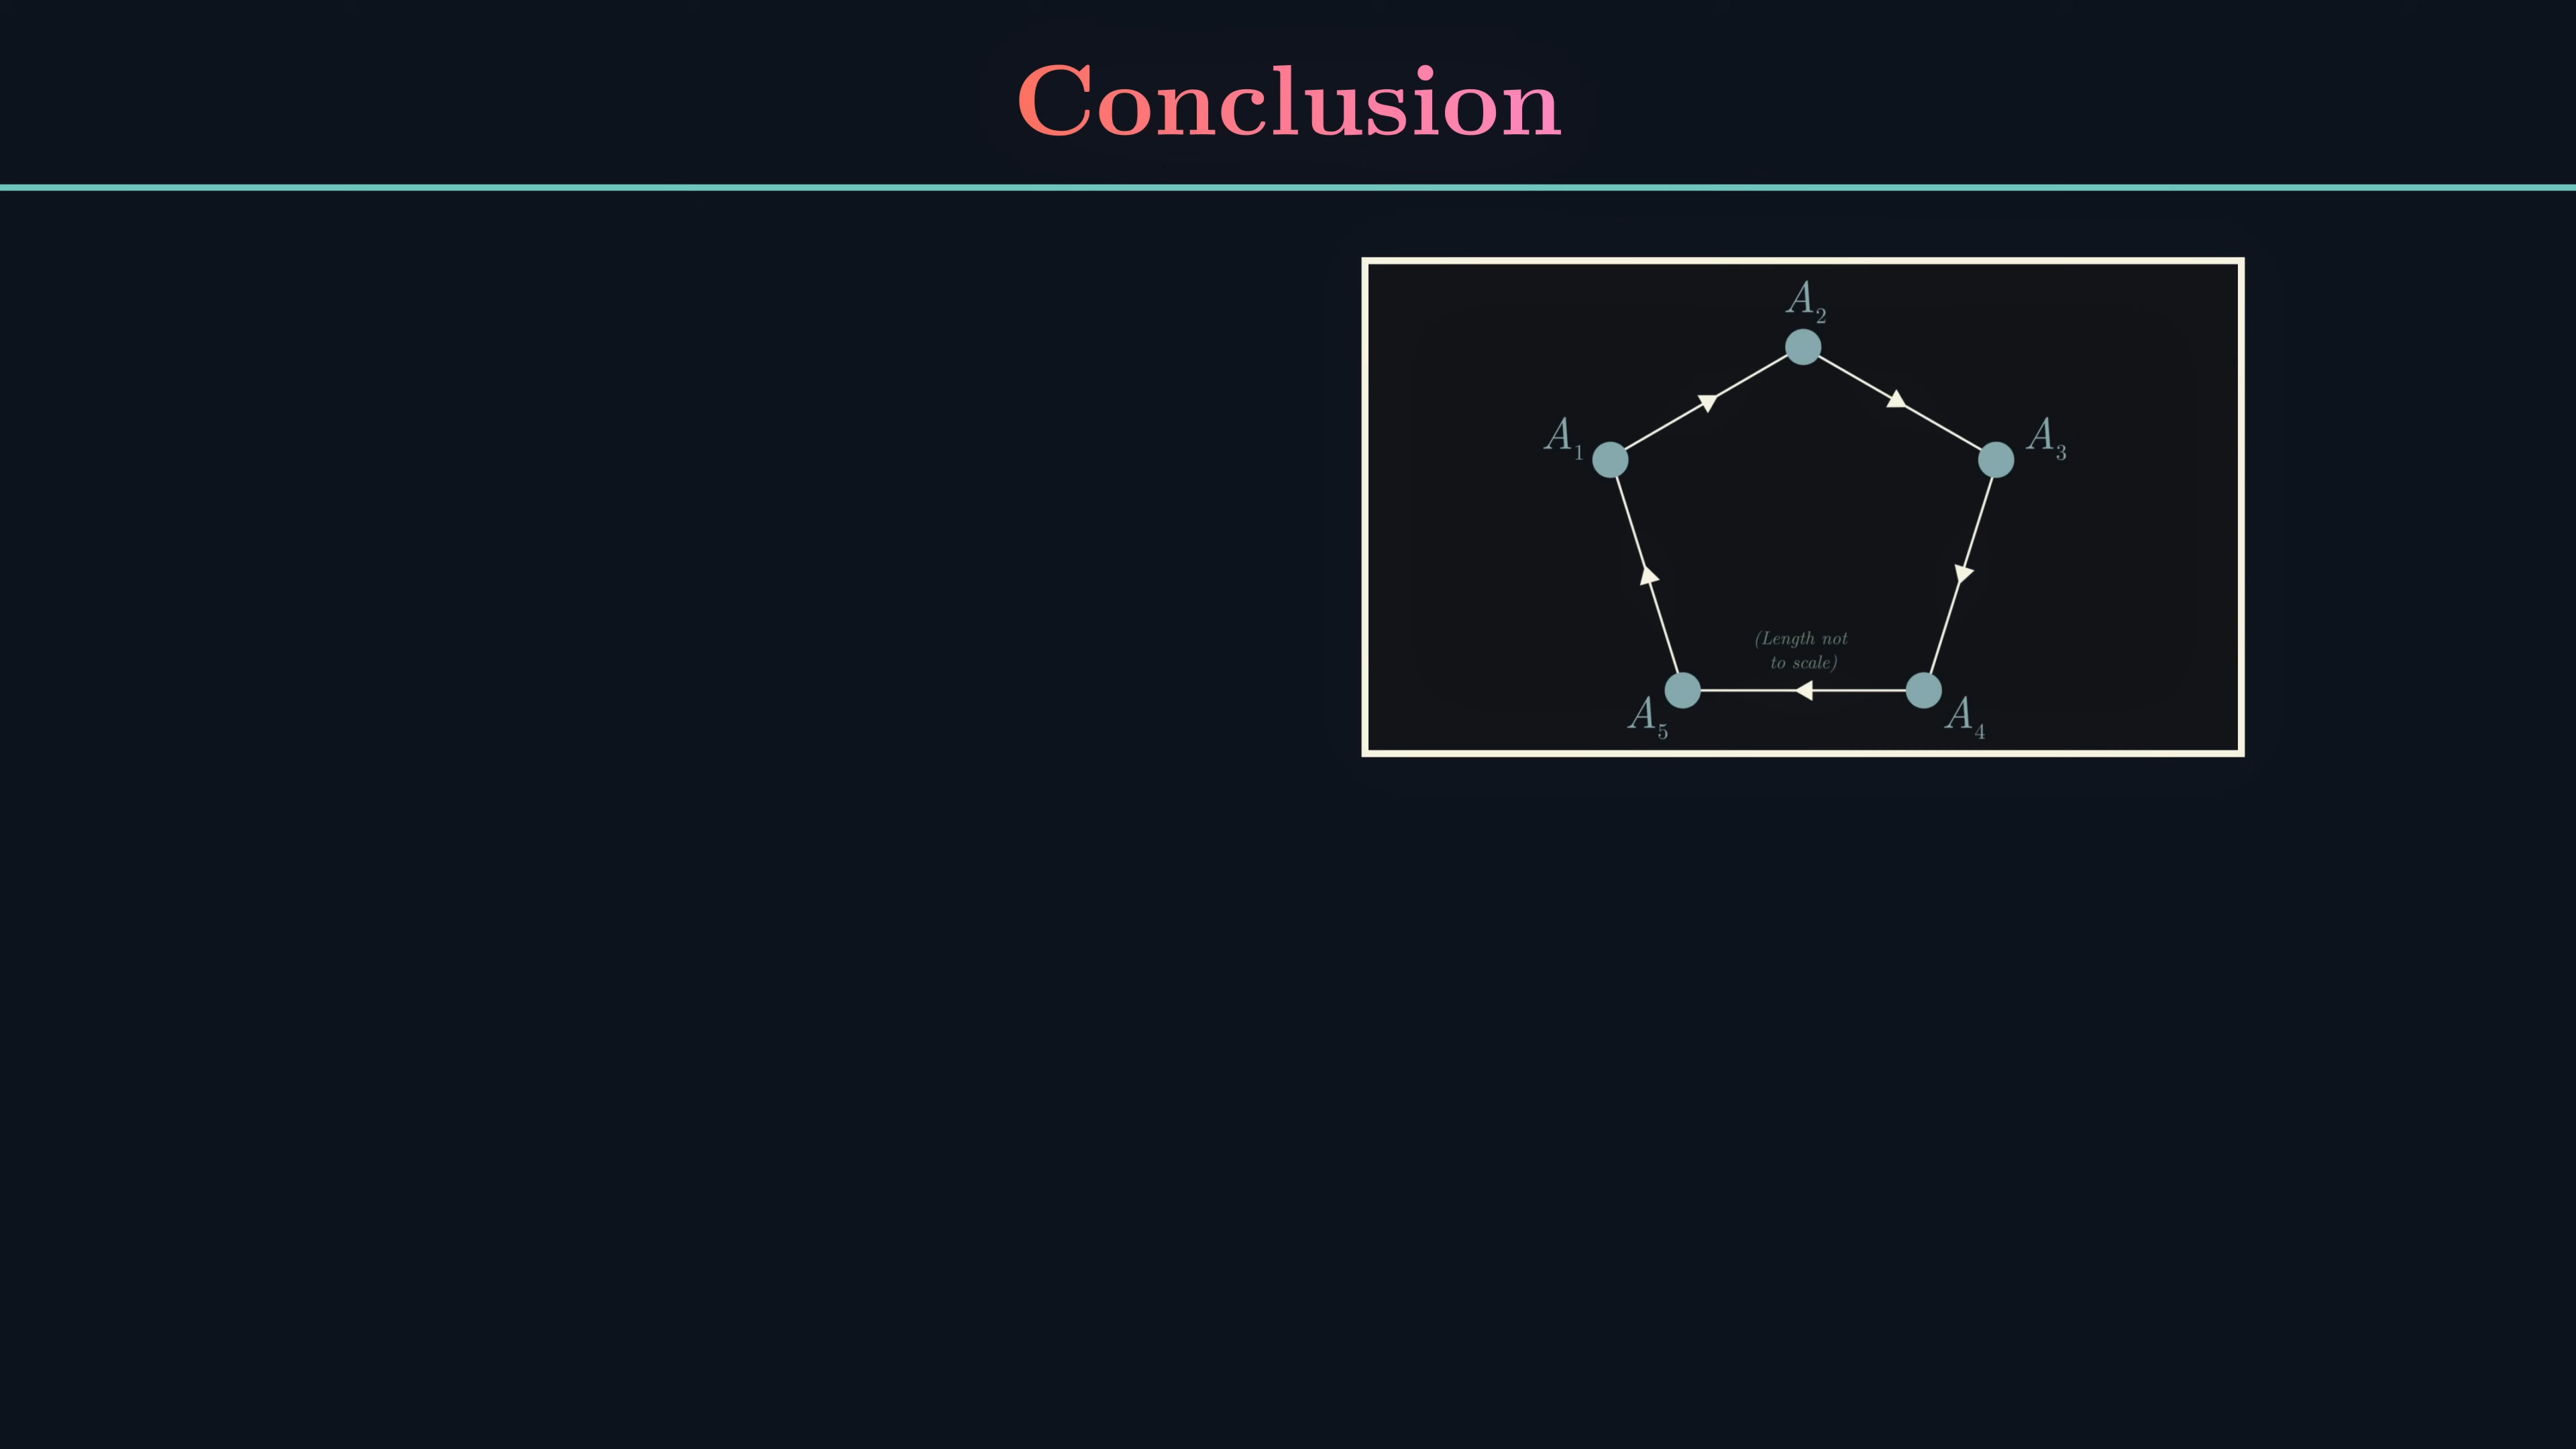 Conclusion
A₂
A₁
A₃
(Length not
to scale)
A₅
A₄